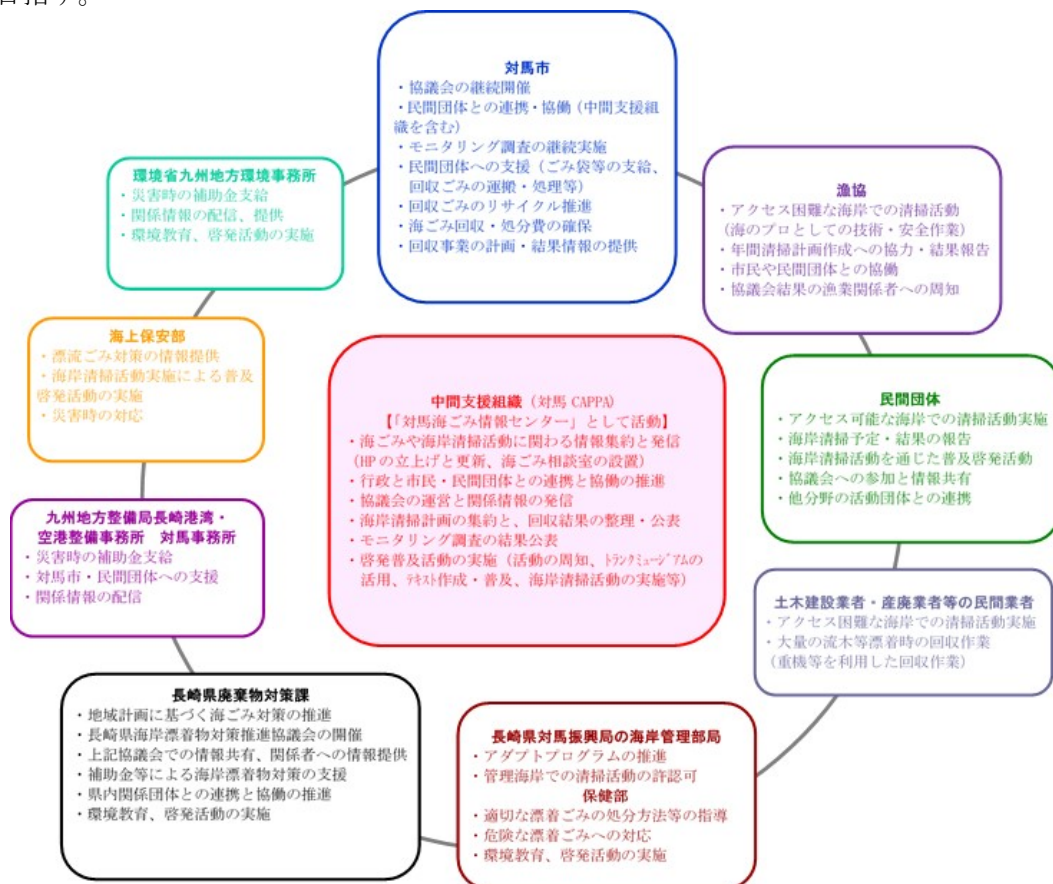 目指す。
対馬市
・協議会の継続開催
・民間団体との連携・協働（中間支援組
織を含む）
・モニタリング調査の継続実施
・民間団体への支援（ごみ袋等の支給、
回収ごみの運搬・処理等）
・回収ごみのリサイクル推進
・海ごみ回収・処分費の確保
・回収事業の計画・結果情報の提供
環境省九州地方環境事務所
・災害時の補助金支給
・関係情報の配信、提供
・環境教育、啓発活動の実施
漁協
・アクセス困難な海岸での清掃活動
（海のプロとしての技術・安全作業）
・年間清掃計画作成への協力・結果報告
・市民や民間団体との協働
・協議会結果の漁業関係者への周知
海上保安部
・漂流ごみ対策の情報提供
・海岸清掃活動実施による普及
啓発活動の実施
・災害時の対応
中間支援組織（対馬 CAPPA）
【「対馬海ごみ情報センター」として活動】
・海ごみや海岸清掃活動に関わる情報集約と発信
（HP の立上げと更新、海ごみ相談室の設置）
・行政と市民・民間団体との連携と協働の推進
・協議会の運営と関係情報の発信
・海岸清掃計画の集約と、回収結果の整理・公表
・モニタリング調査の結果公表
・啓発普及活動の実施（活動の周知、ﾄﾗﾝｸﾐｭｰｼﾞｱﾑの
活用、ﾃｷｽﾄ作成・普及、海岸清掃活動の実施等）
民間団体
・アクセス可能な海岸での清掃活動実施
・海岸清掃予定・結果の報告
・海岸清掃活動を通じた普及啓発活動
・協議会への参加と情報共有
・他分野の活動団体との連携
九州地方整備局長崎港湾・
空港整備事務所　対馬事務所
・災害時の補助金支給
・対馬市・民間団体への支援
・関係情報の配信
土木建設業者・産廃業者等の民間業者
・アクセス困難な海岸での清掃活動実施
・大量の流木等漂着時の回収作業
（重機等を利用した回収作業）
長崎県廃棄物対策課
・地域計画に基づく海ごみ対策の推進
・長崎県海岸漂着物対策推進協議会の開催
・上記協議会での情報共有、関係者への情報提供
・補助金等による海岸漂着物対策の支援
・県内関係団体との連携と協働の推進
・環境教育、啓発活動の実施
長崎県対馬振興局の海岸管理部局
・アダプトプログラムの推進
・管理海岸での清掃活動の許認可
保健部
・適切な漂着ごみの処分方法等の指導
・危険な漂着ごみへの対応
・環境教育、啓発活動の実施